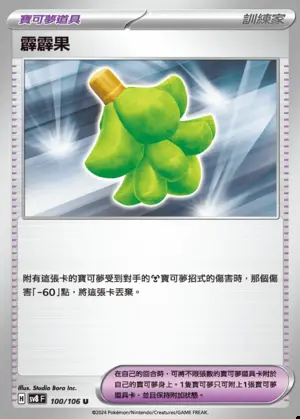 寶可夢道具
訓練家
霹霹果
附有這張卡的寶可夢受到對手的寶可夢招式的傷害時，那個傷
害「-60」點，將這張卡丟棄。
Illus. Studio Bora Inc.
H SV8 F 100/106 U
在自己的回合時，可將不限張數的寶可夢道具卡附於
自己的寶可夢身上。1隻寶可夢只可附上1張寶可夢
道具卡，並且保持附加狀態。
©2024 Pokémon/Nintendo/Creatures/GAME FREAK.